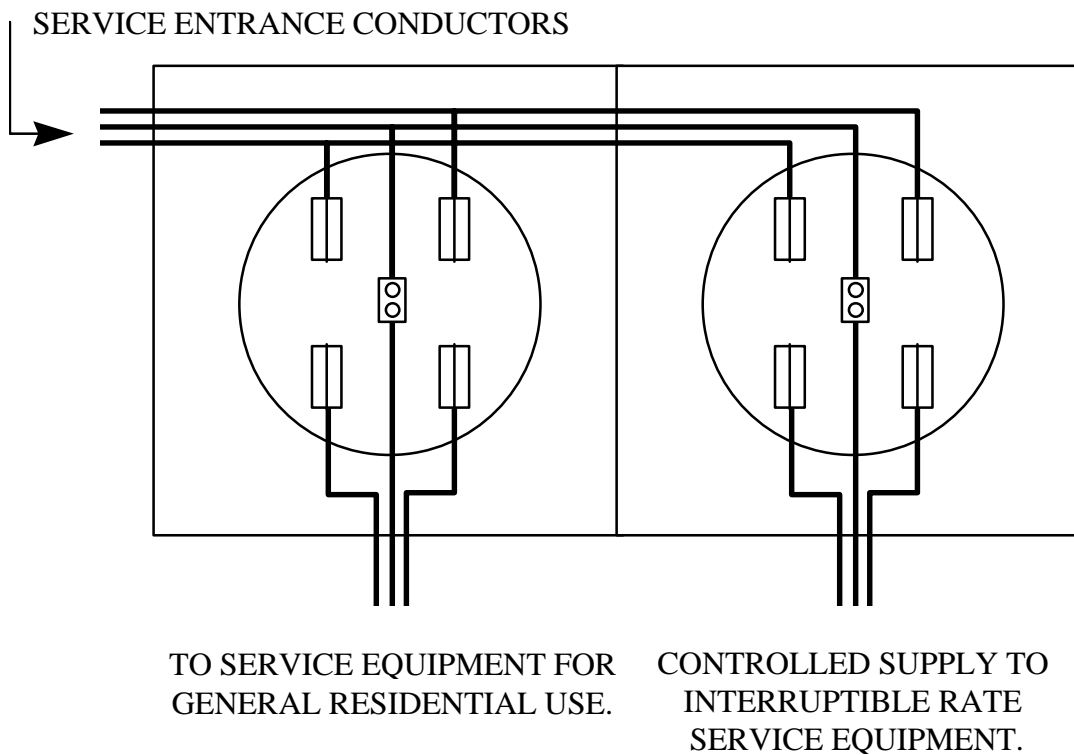 SERVICE ENTRANCE CONDUCTORS
TO SERVICE EQUIPMENT FOR
GENERAL RESIDENTIAL USE.
CONTROLLED SUPPLY TO
INTERRUPTIBLE RATE
SERVICE EQUIPMENT.